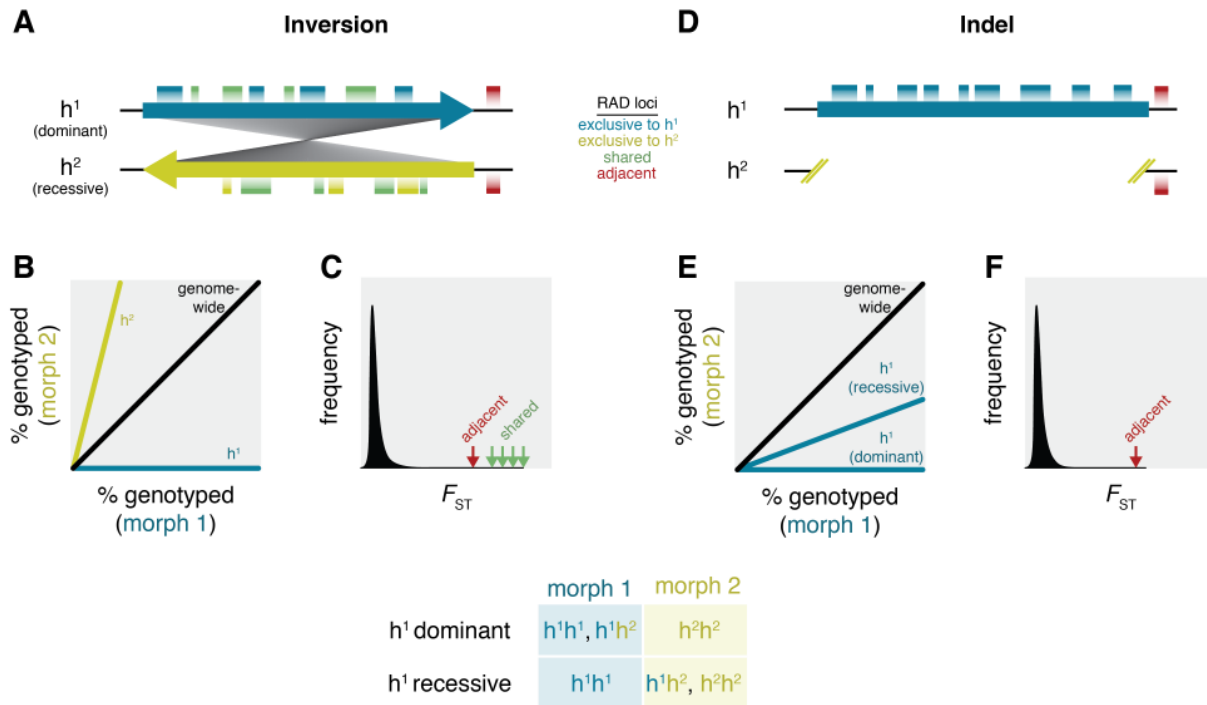 A
Inversion
h¹
(dominant)
h²
(recessive)
RAD loci
exclusive to h¹
exclusive to h²
shared
adjacent
D
Indel
h¹
h²
B
% genotyped
(morph 2)
h²
genome-
wide
h¹
% genotyped
(morph 1)
C
frequency
adjacent
shared
FST
E
% genotyped
(morph 2)
genome-
wide
h¹
(recessive)
h¹
(dominant)
% genotyped
(morph 1)
F
frequency
adjacent
FST
morph 1 morph 2
h¹ dominant h¹h¹, h¹h² h²h²
h¹ recessive h¹h¹ h¹h², h²h²